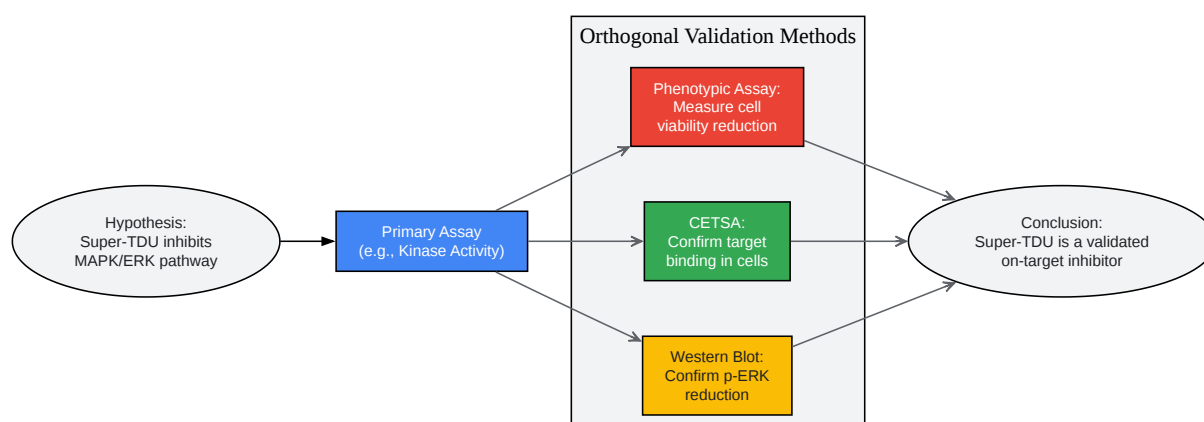 Orthogonal Validation Methods
Phenotypic Assay:
Measure cell
viability reduction
Hypothesis:
Super-TDU inhibits
MAPK/ERK pathway
Primary Assay
(e.g., Kinase Activity)
CETSA:
Confirm target
binding in cells
Conclusion:
Super-TDU is a validated
on-target inhibitor
Western Blot:
Confirm p-ERK
reduction